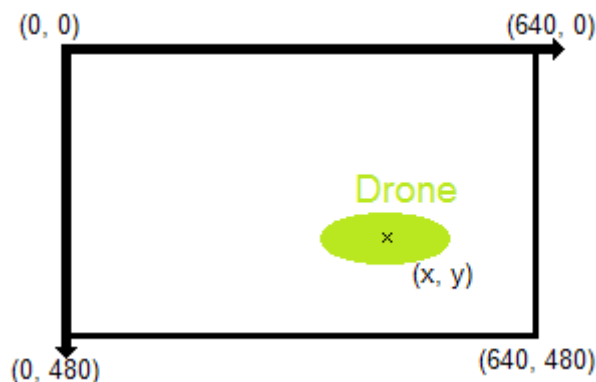 (0, 0)
(640, 0)
Drone
x
(x, y)
(0, 480)
(640, 480)